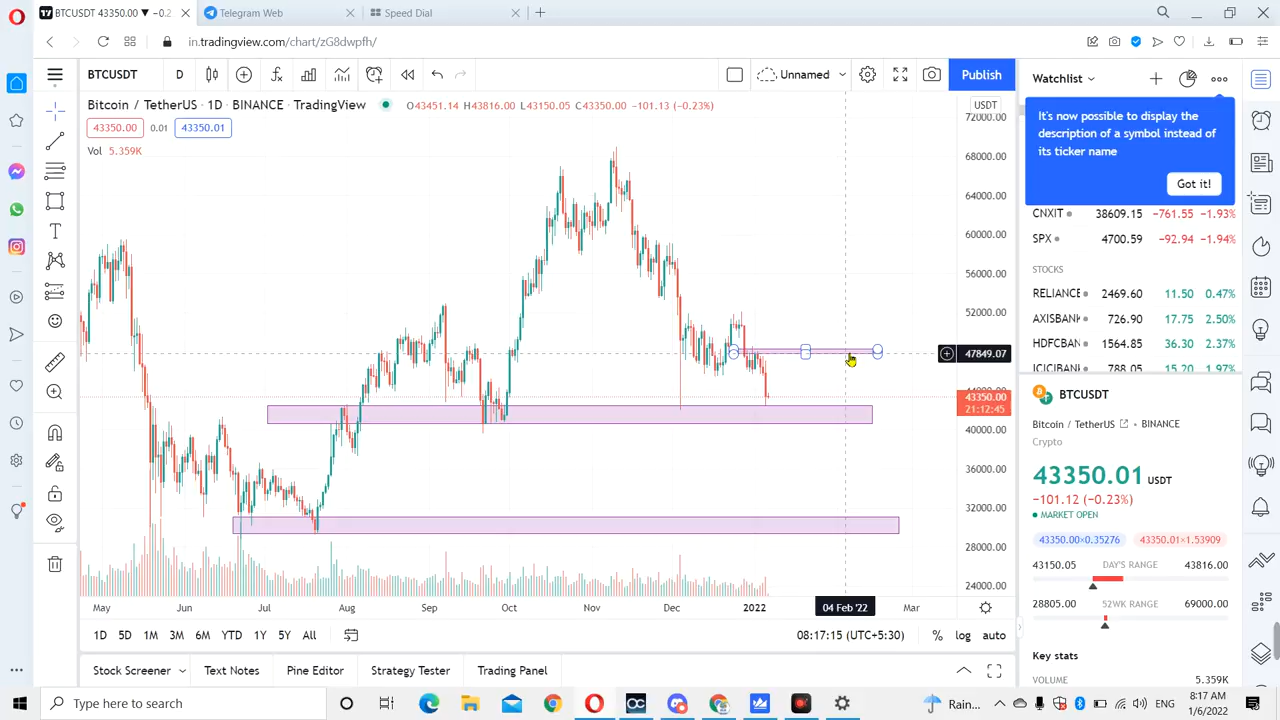 BTCUSDT 43350.00 ▼ −0.2
Telegram Web
Speed Dial
in.tradingview.com/chart/zG8dwpfh/
BTCUSDT
D
Unnamed
Publish
Watchlist
Bitcoin / TetherUS · 1D · BINANCE · TradingView
O43451.14 H43816.00 L43150.05 C43350.00 −101.13 (−0.23%)
USDT
43350.00
0.01
43350.01
Vol 5.359K
It's now possible to display the
description of a symbol instead of
its ticker name
Got it!
72000.00
68000.00
64000.00
60000.00
56000.00
52000.00
47849.07
43350.00
21:12:45
40000.00
36000.00
32000.00
28000.00
24000.00
CNXIT 38609.15 −761.55 −1.93%
SPX 4700.59 −92.94 −1.94%
STOCKS
RELIANCE 2469.60 11.50 0.47%
AXISBANK 726.90 17.75 2.50%
HDFCBAN 1564.85 36.30 2.37%
ICICIBANK 788.05 1.97%
BTCUSDT
Bitcoin / TetherUS • BINANCE
Crypto
43350.01 USDT
−101.12 (−0.23%)
MARKET OPEN
43350.00×0.35276
43350.01×1.53909
43150.05 DAY'S RANGE 43816.00
28805.00 52WK RANGE 69000.00
Key stats
VOLUME 5.359K
May
Jun
Jul
Aug
Sep
Oct
Nov
Dec
2022
04 Feb '22
Mar
1D 5D 1M 3M 6M YTD 1Y 5Y All
08:17:15 (UTC+5:30)
% log auto
Stock Screener
Text Notes
Pine Editor
Strategy Tester
Trading Panel
Type here to search
Rain...
ENG
8:17 AM
1/6/2022